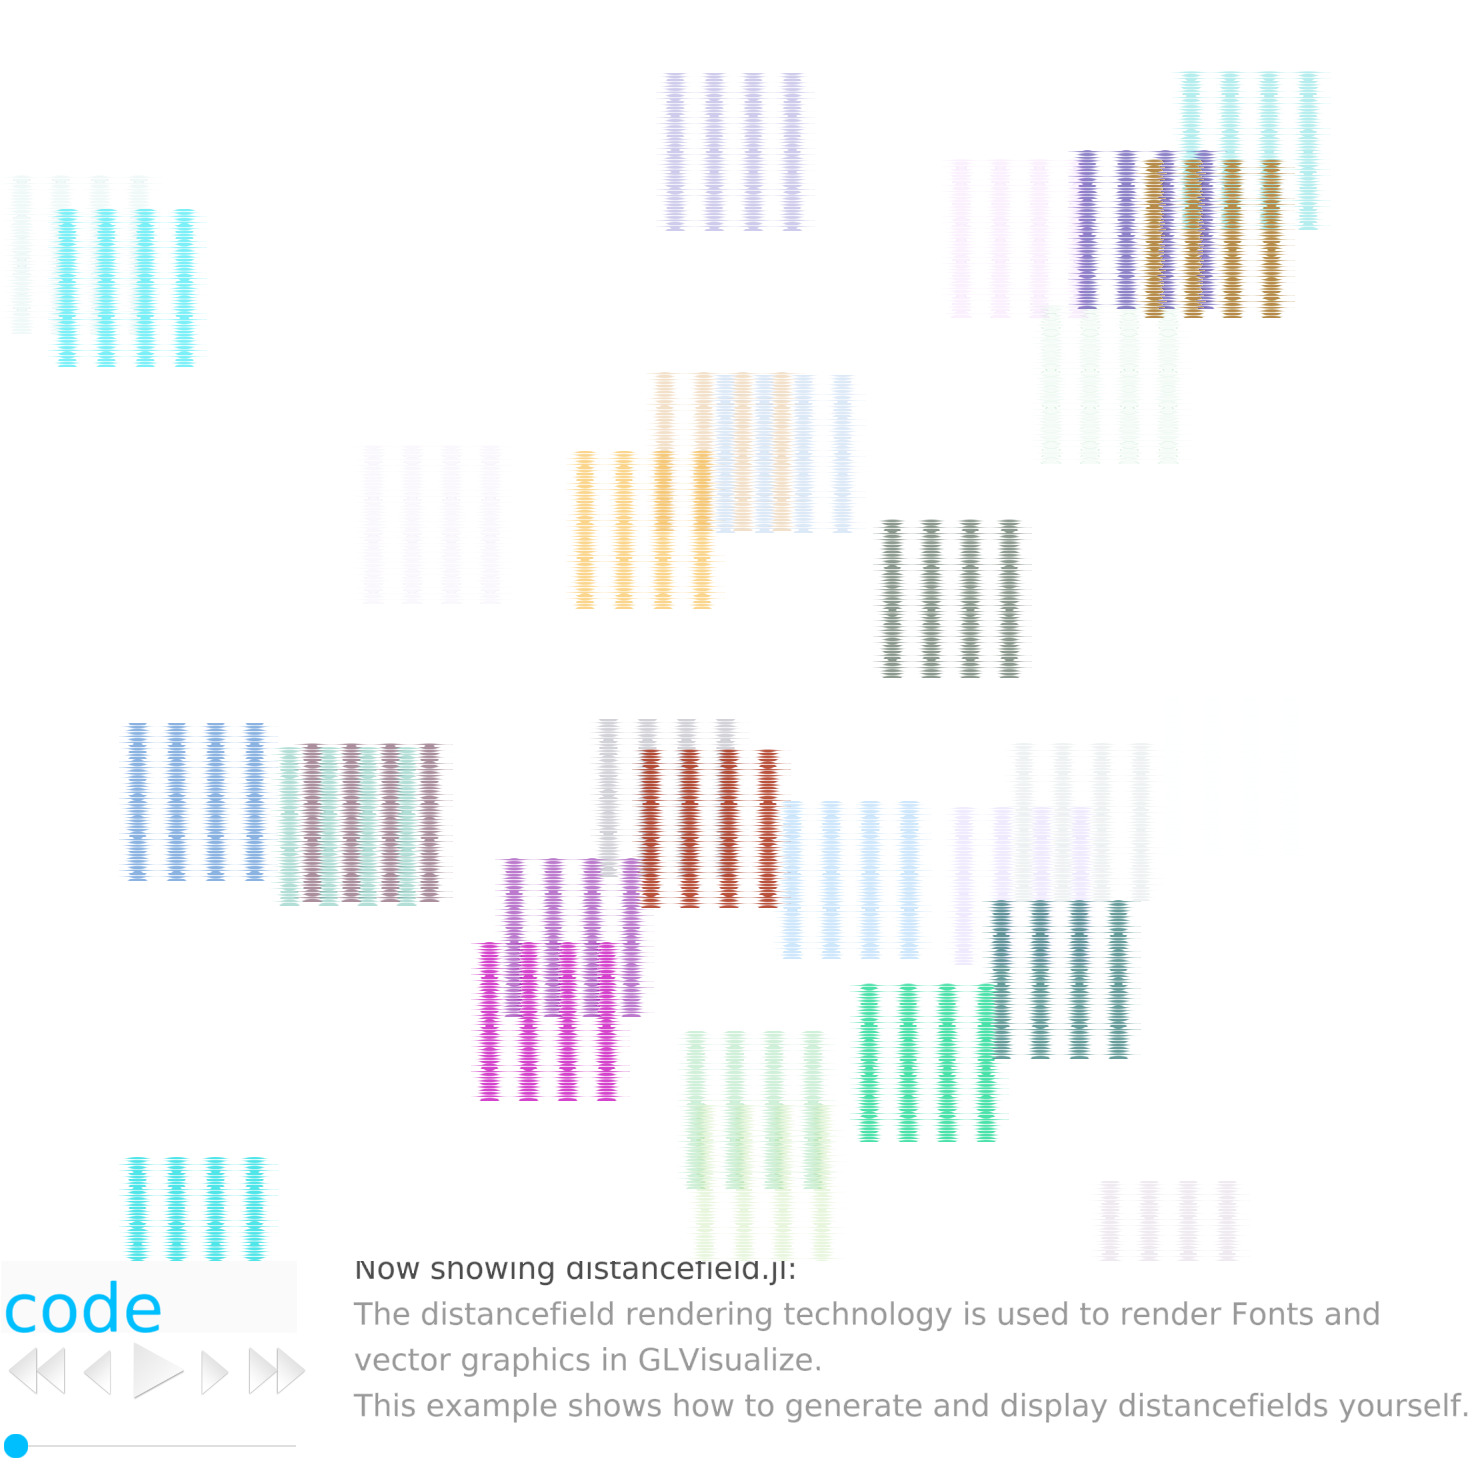 Now showing distancefield.jl:
code
The distancefield rendering technology is used to render Fonts and
vector graphics in GLVisualize.
This example shows how to generate and display distancefields yourself.